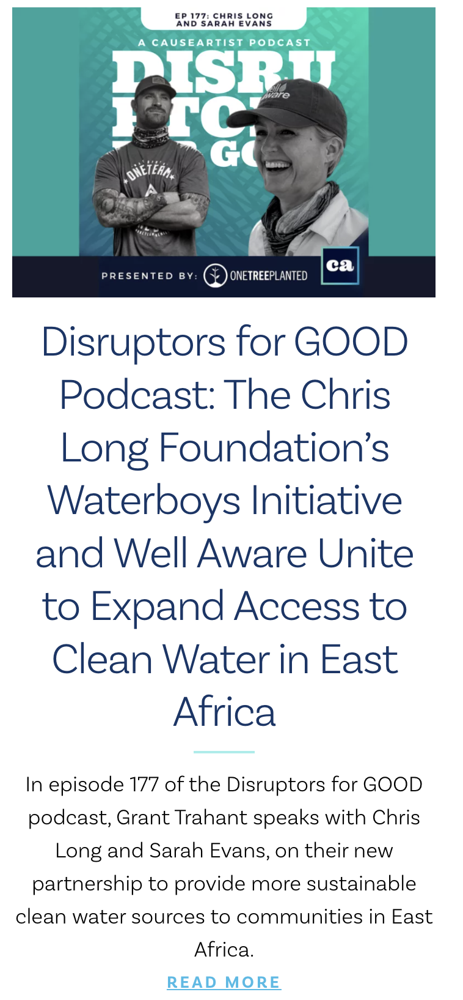 EP 177: CHRIS LONG
AND SARAH EVANS
A CAUSEARTIST PODCAST
DISRU
PTO
GO
ell
ware
ONETEAM
PRESENTED BY: ONETREEPLANTED
ca
Disruptors for GOOD
Podcast: The Chris
Long Foundation’s
Waterboys Initiative
and Well Aware Unite
to Expand Access to
Clean Water in East
Africa
In episode 177 of the Disruptors for GOOD
podcast, Grant Trahant speaks with Chris
Long and Sarah Evans, on their new
partnership to provide more sustainable
clean water sources to communities in East
Africa.
READ MORE